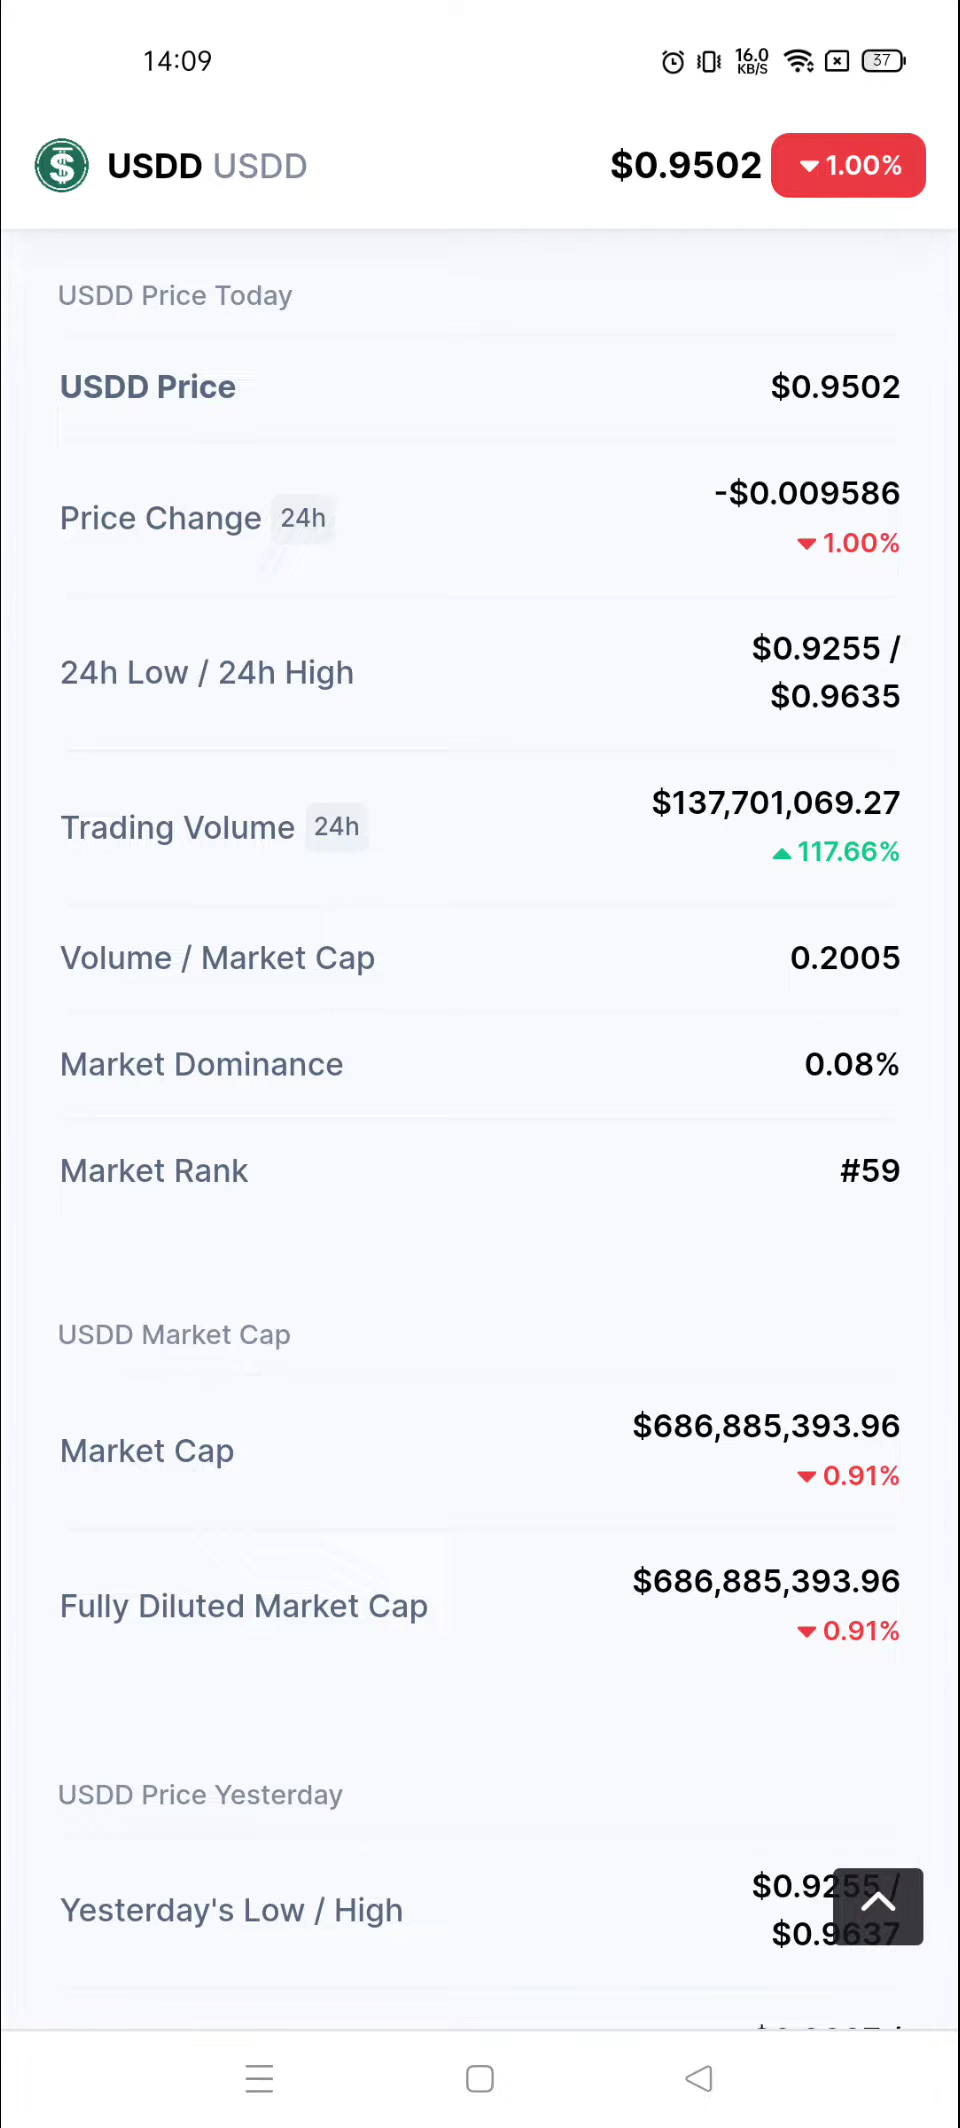 14:09
16.0
KB/S
37
USDD USDD
$0.9502
1.00%
USDD Price Today
USDD Price
$0.9502
Price Change 24h
-$0.009586
1.00%
24h Low / 24h High
$0.9255 /
$0.9635
Trading Volume 24h
$137,701,069.27
117.66%
Volume / Market Cap
0.2005
Market Dominance
0.08%
Market Rank
#59
USDD Market Cap
Market Cap
$686,885,393.96
0.91%
Fully Diluted Market Cap
$686,885,393.96
0.91%
USDD Price Yesterday
Yesterday's Low / High
$0.9255 /
$0.9637